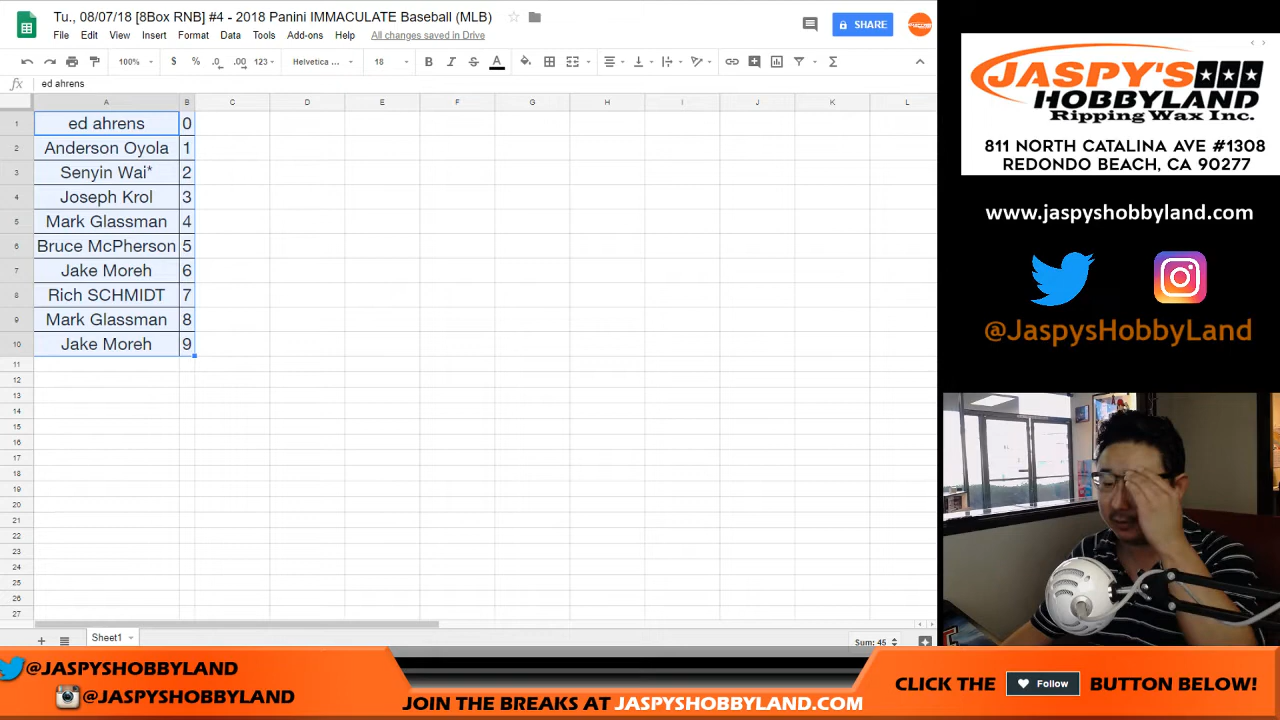 Tu., 08/07/18 [8Box RNB] #4 - 2018 Panini IMMACULATE Baseball (MLB)
File Edit View Insert Format Data Tools Add-ons Help All changes saved in Drive
SHARE
100% $ % .0 .00 123 Helvetica ... 18 B I S A
fx ed ahrens
A B C D E F G H I J K L
1 ed ahrens 0
2 Anderson Oyola 1
3 Senyin Wai* 2
4 Joseph Krol 3
5 Mark Glassman 4
6 Bruce McPherson 5
7 Jake Moreh 6
8 Rich SCHMIDT 7
9 Mark Glassman 8
10 Jake Moreh 9
11
12
13
14
15
16
17
18
19
20
21
22
23
24
25
26
27
Sheet1
Sum: 45
JASPY'S
HOBBYLAND
Ripping Wax Inc.
811 NORTH CATALINA AVE #1308
REDONDO BEACH, CA 90277
www.jaspyshobbyland.com
@JaspysHobbyLand
@JASPYSHOBBYLAND
@JASPYSHOBBYLAND
JOIN THE BREAKS AT JASPYSHOBBYLAND.COM
CLICK THE Follow BUTTON BELOW!